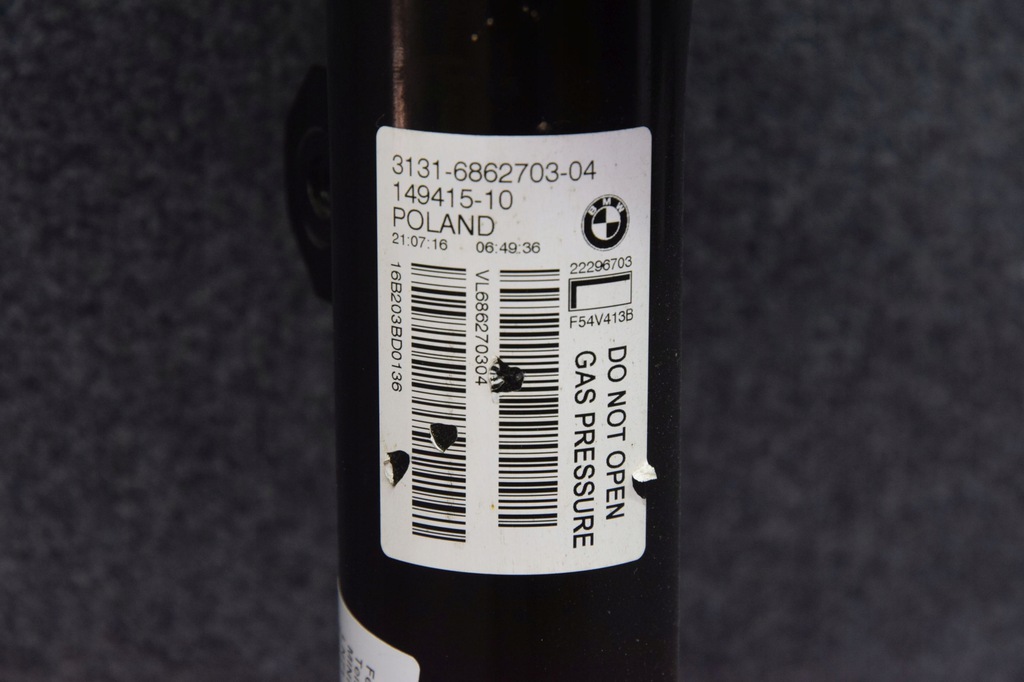 3131-6862703-04
149415-10
POLAND
21:07:16 06:49:36
BMW
22296703
L
F54V413B
16B203BD0136
VL686270304
DO NOT OPEN
GAS PRESSURE